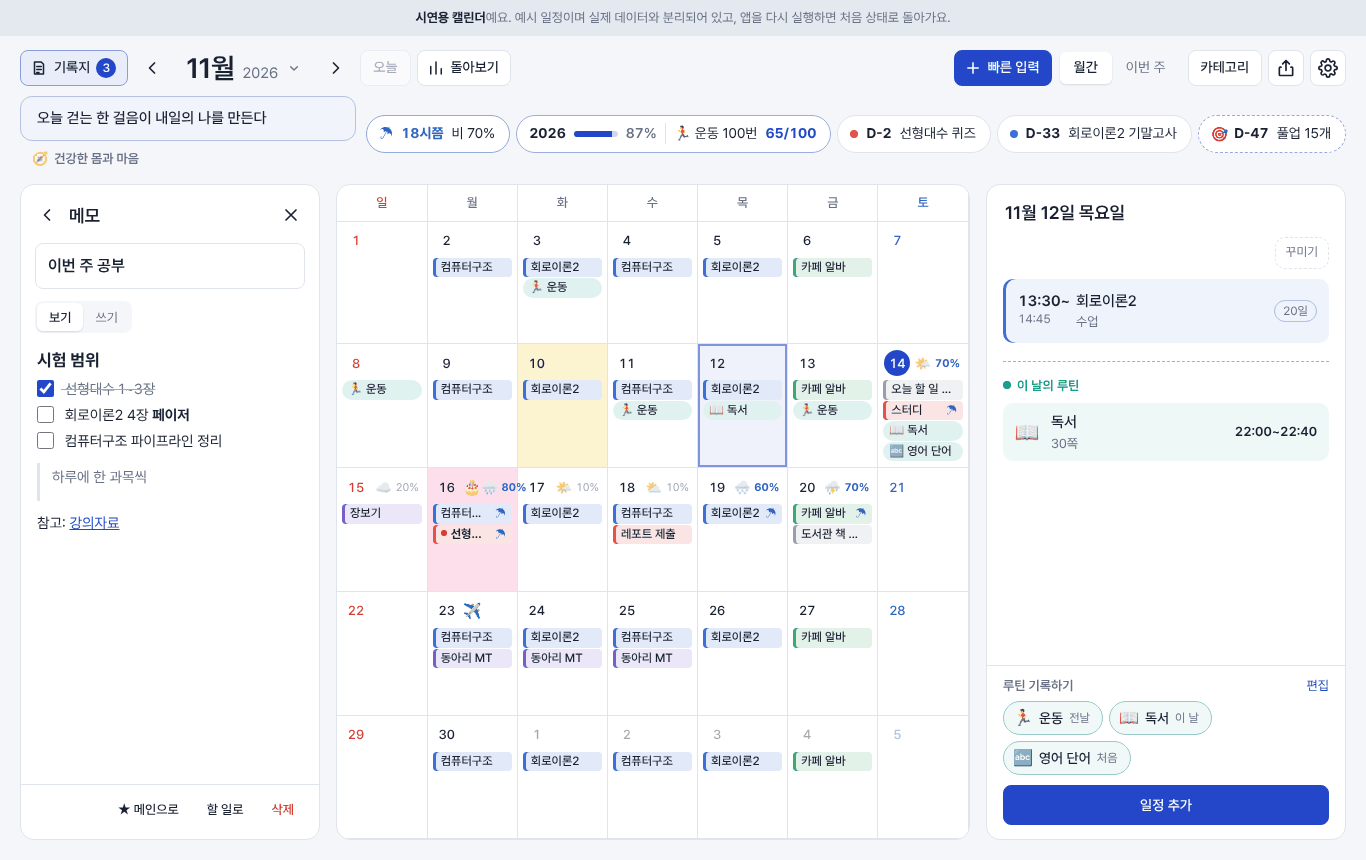 시연용 캘린더예요. 예시 일정이며 실제 데이터와 분리되어 있고, 앱을 다시 실행하면 처음 상태로 돌아가요.
기록지 3
11월 2026
오늘
돌아보기
빠른 입력
월간
이번 주
카테고리
오늘 걷는 한 걸음이 내일의 나를 만든다
건강한 몸과 마음
18시쯤 비 70%
2026 87% 운동 100번 65/100
D-2 선형대수 퀴즈
D-33 회로이론2 기말고사
D-47 풀업 15개
메모
이번 주 공부
보기 쓰기
시험 범위
선형대수 1~3장
회로이론2 4장 페이저
컴퓨터구조 파이프라인 정리
하루에 한 과목씩
참고: 강의자료
★ 메인으로 할 일로 삭제
일 월 화 수 목 금 토
1 2 3 4 5 6 7
컴퓨터구조 회로이론2 컴퓨터구조 회로이론2 카페 알바
운동
8 9 10 11 12 13 14 70%
운동 컴퓨터구조 회로이론2 컴퓨터구조 회로이론2 카페 알바 오늘 할 일 ...
운동 독서 운동 스터디
독서
abc 영어 단어
15 20% 16 80% 17 10% 18 10% 19 60% 20 70% 21
장보기 컴퓨터... 회로이론2 컴퓨터구조 회로이론2 카페 알바
선형... 레포트 제출 도서관 책 ...
22 23 24 25 26 27 28
컴퓨터구조 회로이론2 컴퓨터구조 회로이론2 카페 알바
동아리 MT 동아리 MT 동아리 MT
29 30 1 2 3 4 5
컴퓨터구조 회로이론2 컴퓨터구조 회로이론2 카페 알바
11월 12일 목요일
꾸미기
13:30~ 회로이론2
14:45 수업
20일
이 날의 루틴
독서
30쪽
22:00~22:40
루틴 기록하기 편집
운동 전날
독서 이 날
abc 영어 단어 처음
일정 추가